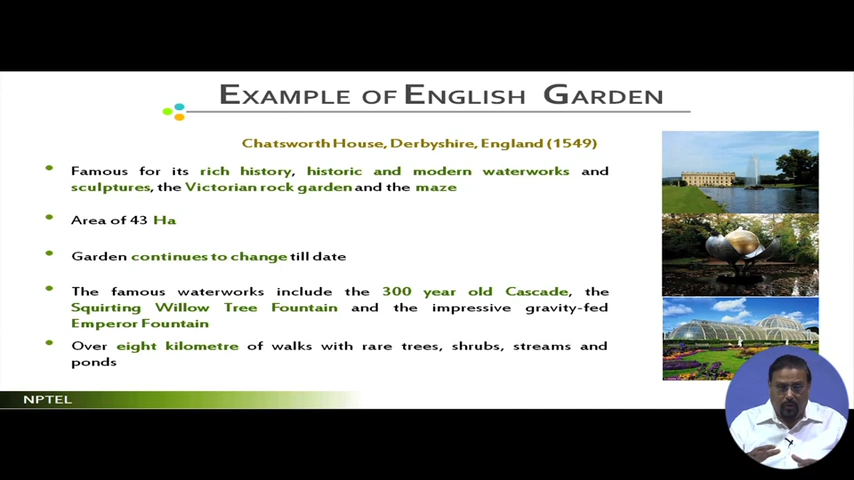 EXAMPLE OF ENGLISH GARDEN
Chatsworth House, Derbyshire, England (1549)
• Famous for its rich history, historic and modern waterworks and
sculptures, the Victorian rock garden and the maze
• Area of 43 Ha
• Garden continues to change till date
• The famous waterworks include the 300 year old Cascade, the
Squirting Willow Tree Fountain and the impressive gravity-fed
Emperor Fountain
• Over eight kilometre of walks with rare trees, shrubs, streams and
ponds
NPTEL